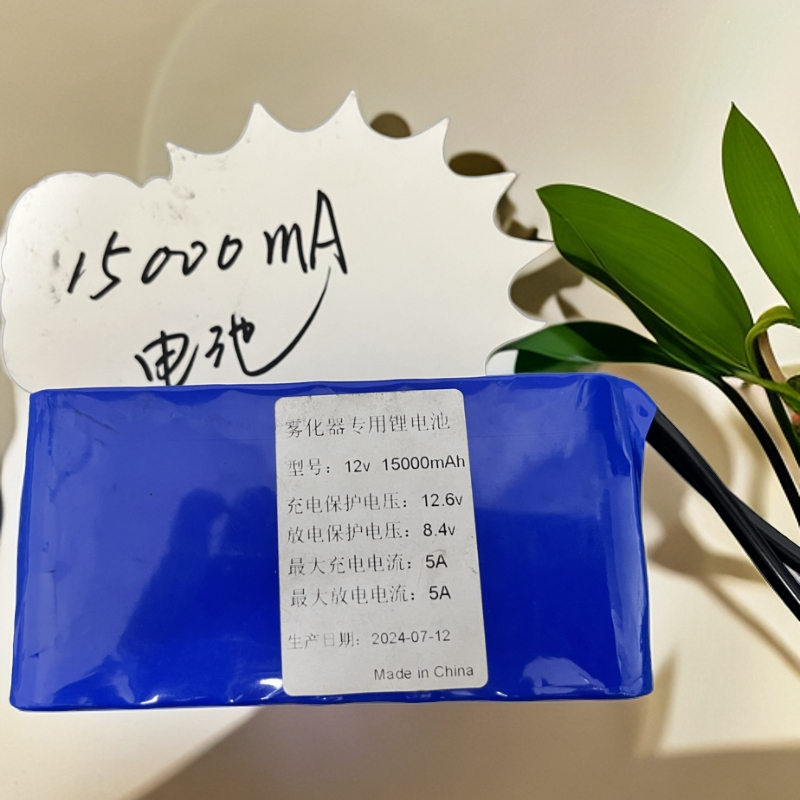 15000mA
电池
雾化器专用锂电池
型号：12v 15000mAh
充电保护电压：12.6v
放电保护电压：8.4v
最大充电电流：5A
最大放电电流：5A
生产日期：2024-07-12
Made in China